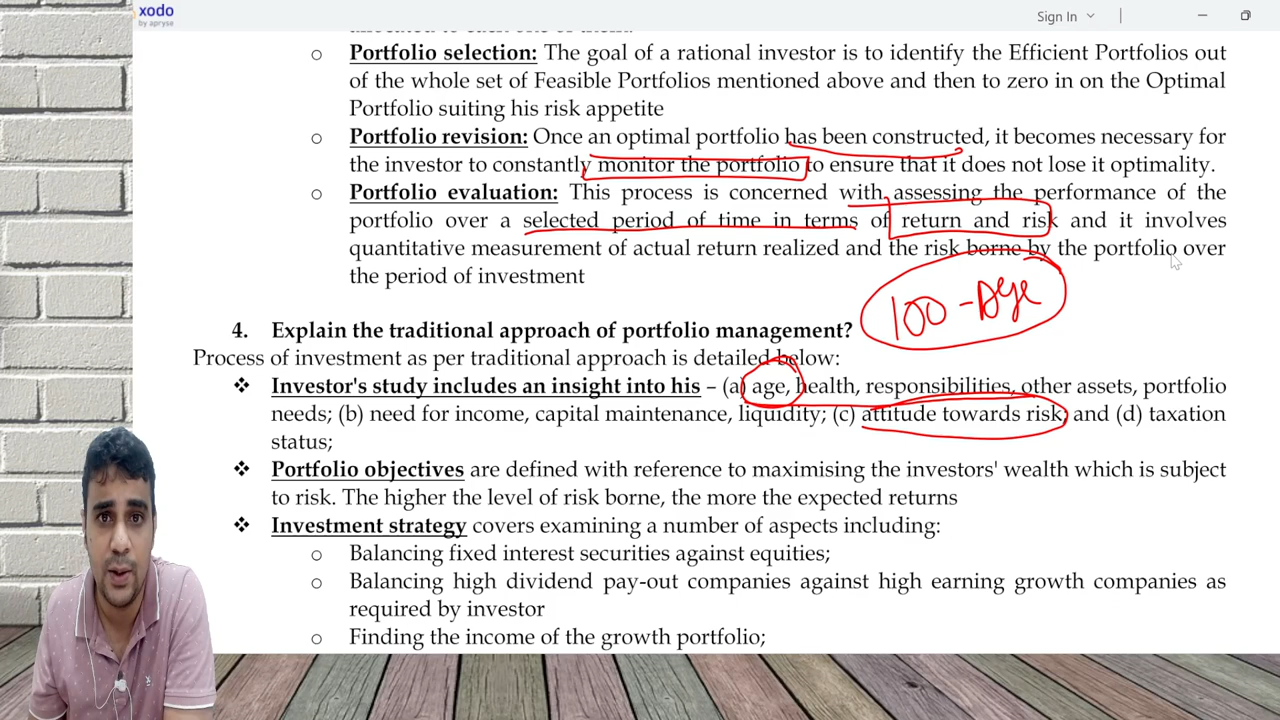 xodo
by apryse
Sign In
Portfolio selection: The goal of a rational investor is to identify the Efficient Portfolios out
of the whole set of Feasible Portfolios mentioned above and then to zero in on the Optimal
Portfolio suiting his risk appetite
Portfolio revision: Once an optimal portfolio has been constructed, it becomes necessary for
the investor to constantly monitor the portfolio to ensure that it does not lose it optimality.
Portfolio evaluation: This process is concerned with assessing the performance of the
portfolio over a selected period of time in terms of return and risk and it involves
quantitative measurement of actual return realized and the risk borne by the portfolio over
the period of investment
100 - Age
4. Explain the traditional approach of portfolio management?
Process of investment as per traditional approach is detailed below:
Investor's study includes an insight into his – (a) age, health, responsibilities, other assets, portfolio
needs; (b) need for income, capital maintenance, liquidity; (c) attitude towards risk, and (d) taxation
status;
Portfolio objectives are defined with reference to maximising the investors' wealth which is subject
to risk. The higher the level of risk borne, the more the expected returns
Investment strategy covers examining a number of aspects including:
Balancing fixed interest securities against equities;
Balancing high dividend pay-out companies against high earning growth companies as
required by investor
Finding the income of the growth portfolio;